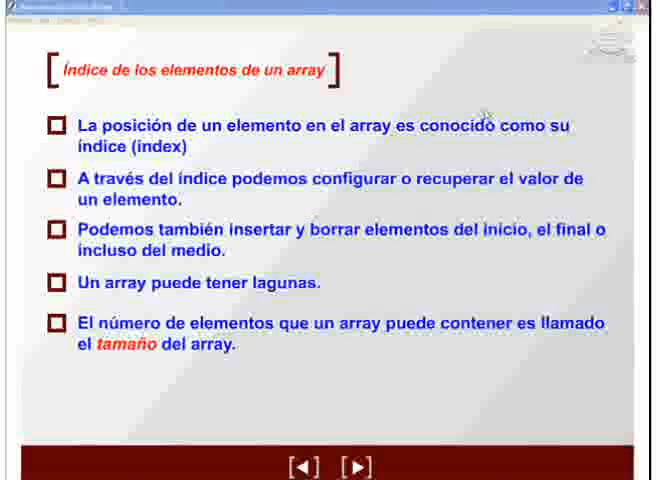 Índice de los elementos de un array
La posición de un elemento en el array es conocido como su
índice (index)
A través del índice podemos configurar o recuperar el valor de
un elemento.
Podemos también insertar y borrar elementos del inicio, el final o
incluso del medio.
Un array puede tener lagunas.
El número de elementos que un array puede contener es llamado
el tamaño del array.